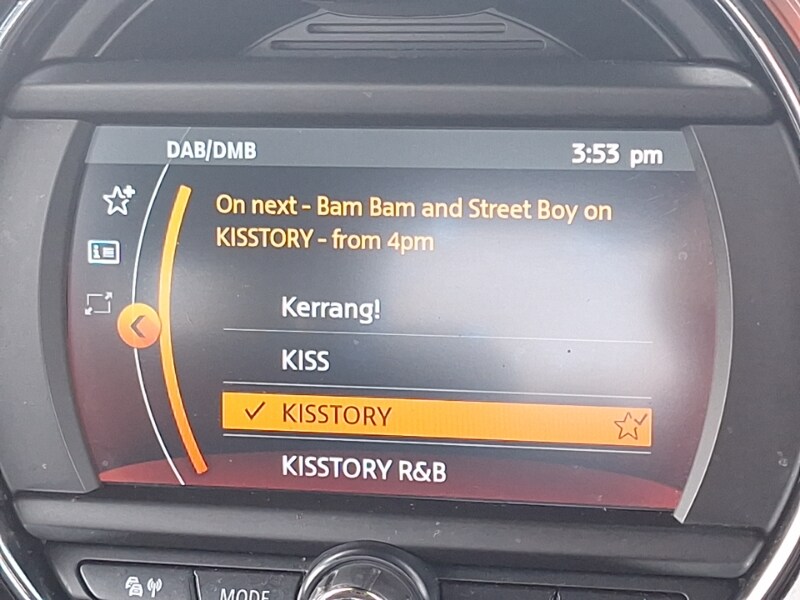 DAB/DMB 3:53 pm
On next - Bam Bam and Street Boy on
KISSTORY - from 4pm
Kerrang!
KISS
KISSTORY
KISSTORY R&B
MODE